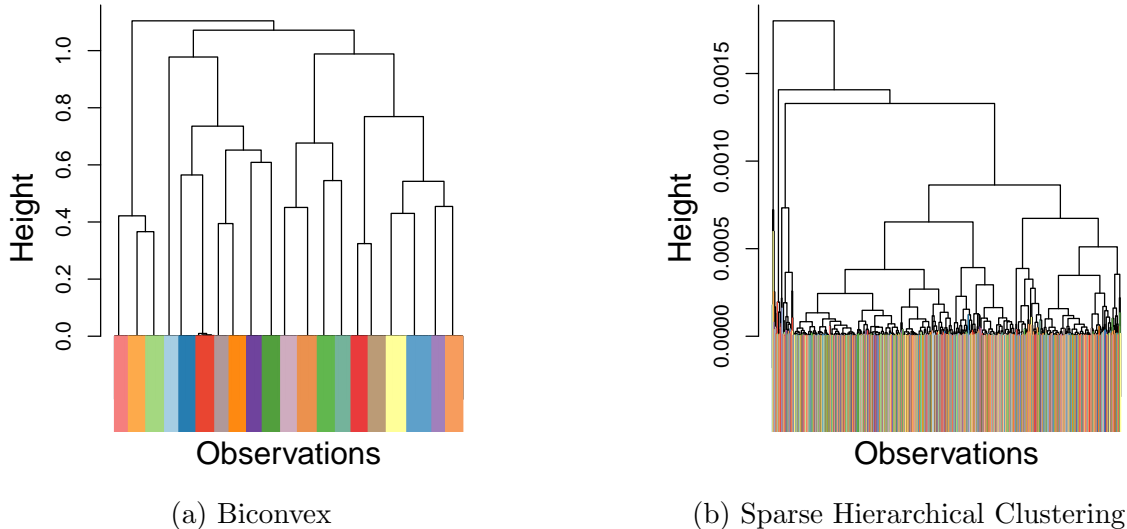 Height
0.0 0.2 0.4 0.6 0.8 1.0
Observations
(a) Biconvex
Height
0.0000 0.0005 0.0010 0.0015
Observations
(b) Sparse Hierarchical Clustering